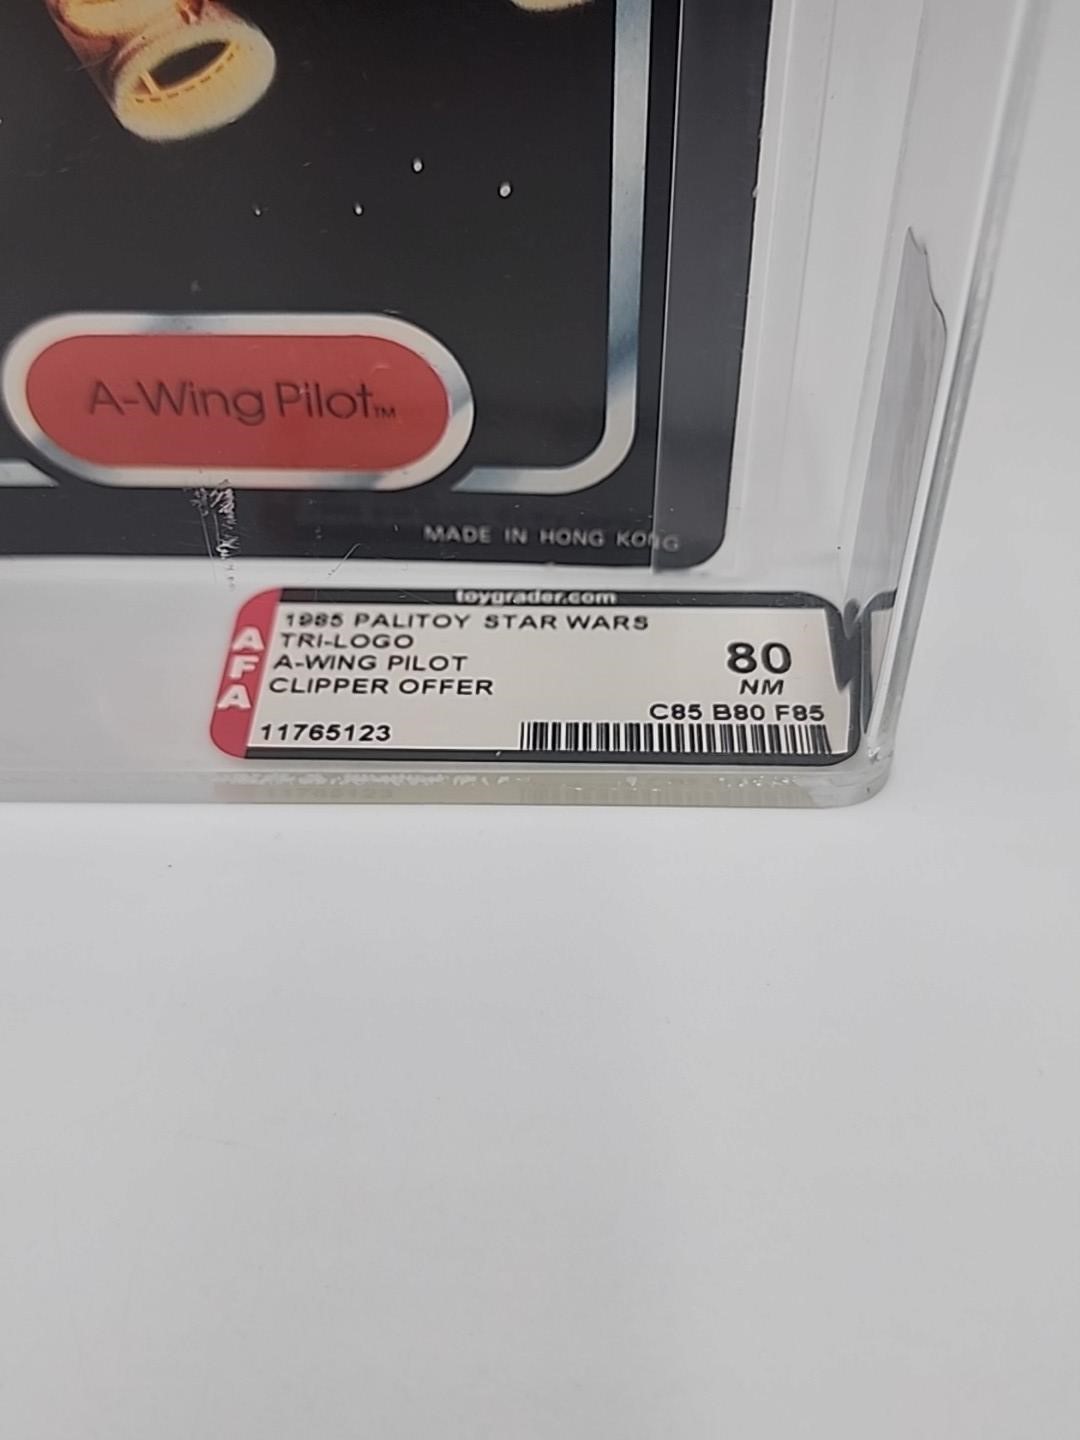 A-Wing Pilot™
MADE IN HONG KONG
toygrader.com
AFA
1985 PALITOY STAR WARS
TRI-LOGO
A-WING PILOT
CLIPPER OFFER
80
NM
C85 B80 F85
11765123